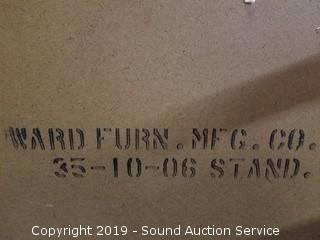 WARD FURN. MFG. CO.
35-10-06 STAND.
Copyright 2019 - Sound Auction Service